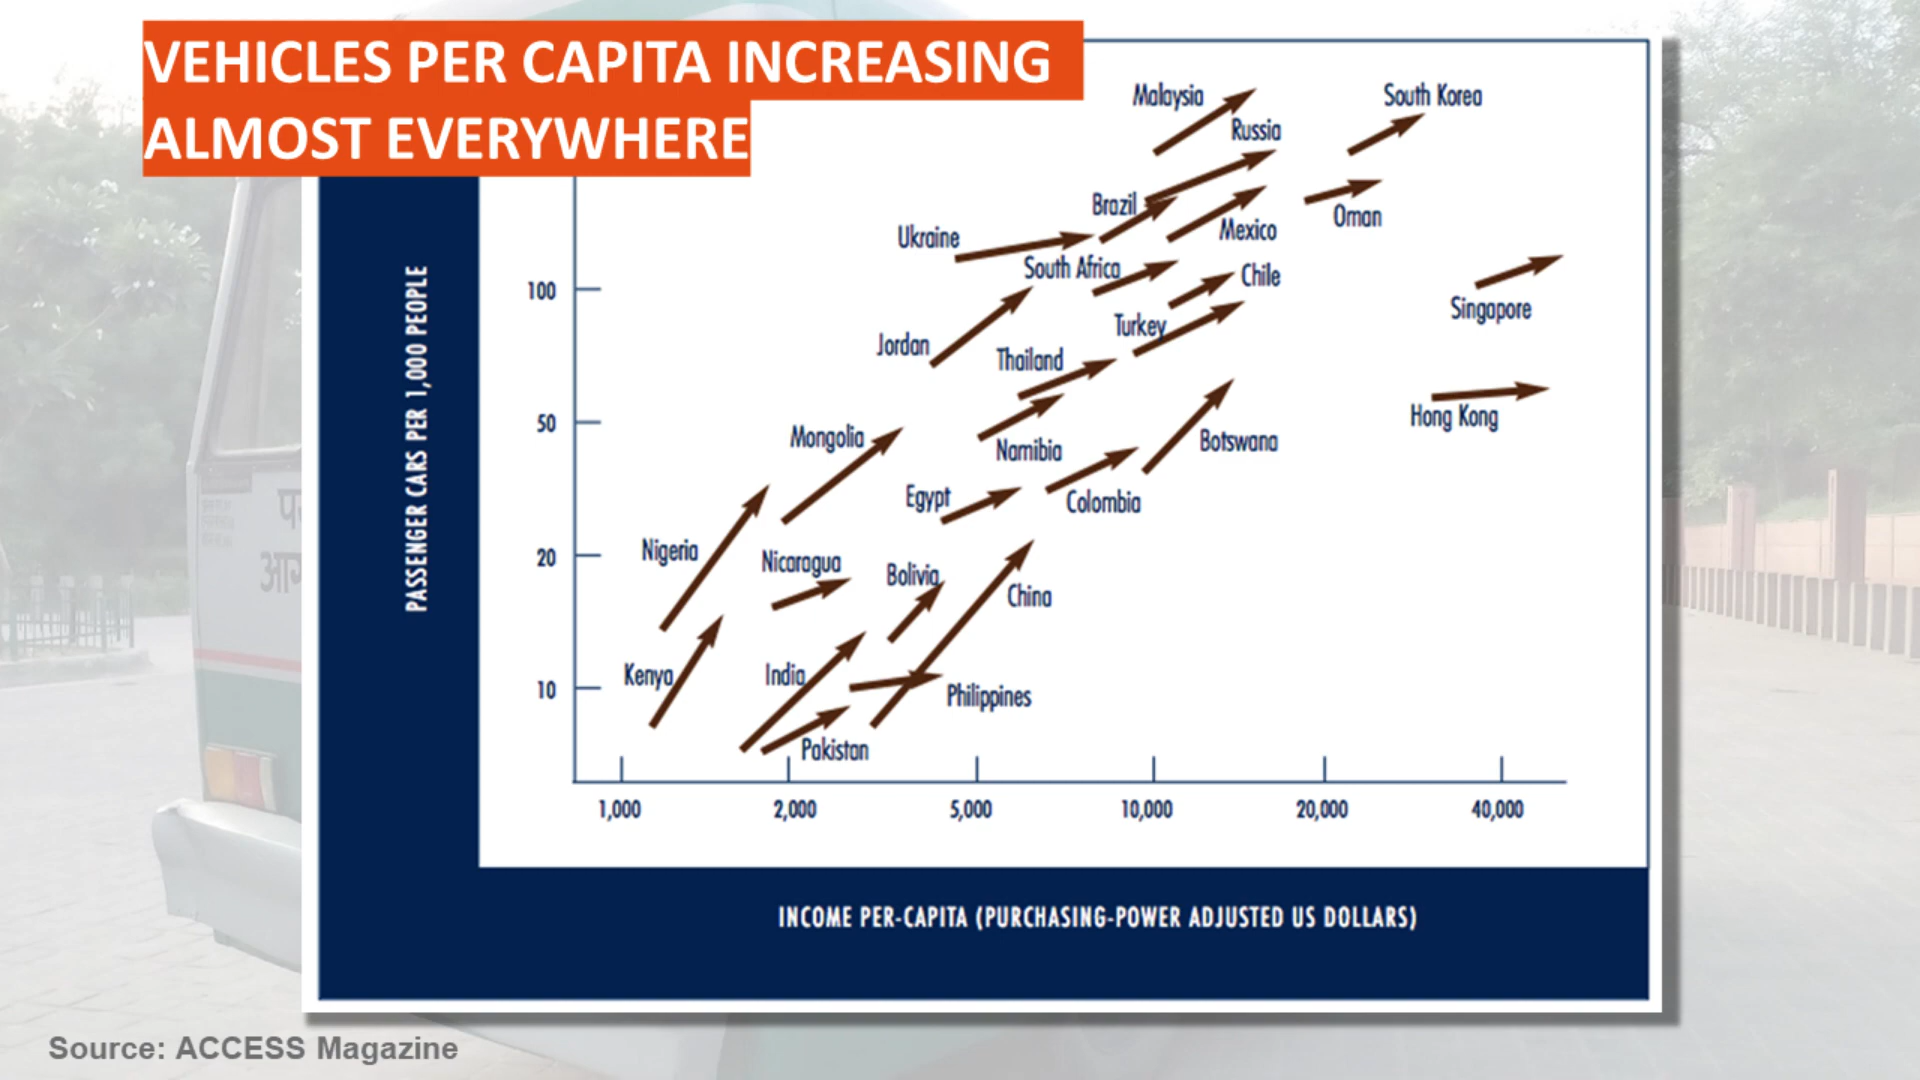 VEHICLES PER CAPITA INCREASING
ALMOST EVERYWHERE
Malaysia
South Korea
Russia
Brazil
Oman
Mexico
Ukraine
South Africa
Chile
100
Singapore
Turkey
Jordan
Thailand
Hong Kong
50
Mongolia
Botswana
Namibia
Egypt
Colombia
20
Nigeria
Nicaragua
Bolivia
China
Kenya
India
10
Philippines
Pakistan
PASSENGER CARS PER 1,000 PEOPLE
1,000
2,000
5,000
10,000
20,000
40,000
INCOME PER-CAPITA (PURCHASING-POWER ADJUSTED US DOLLARS)
Source: ACCESS Magazine